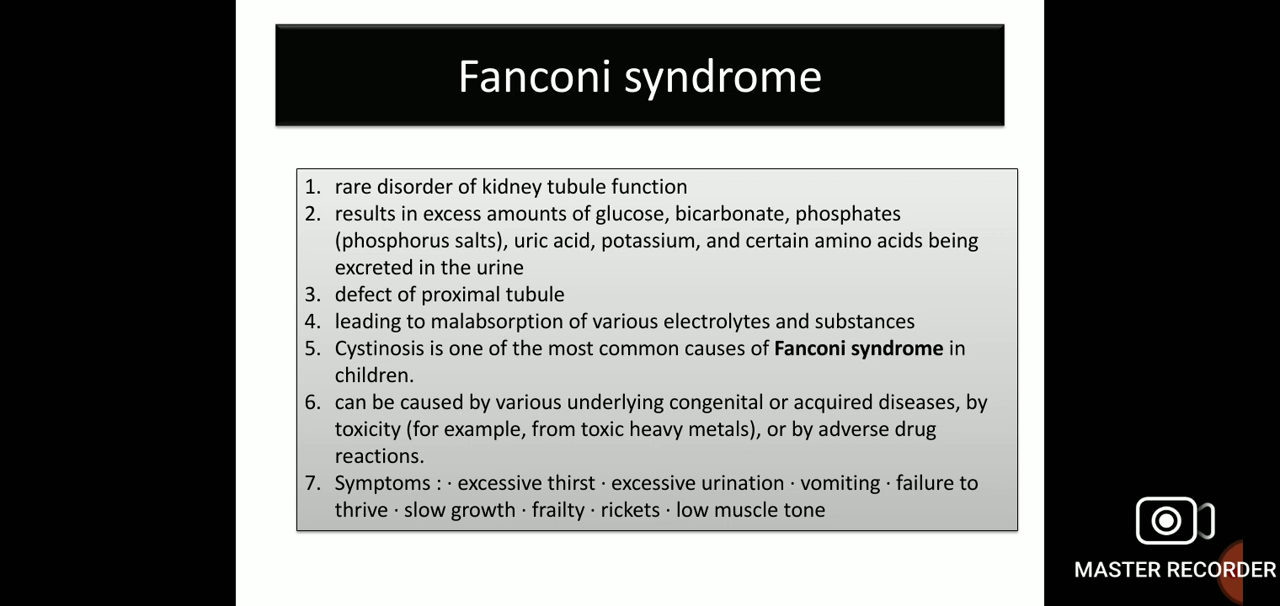 Fanconi syndrome
1. rare disorder of kidney tubule function
2. results in excess amounts of glucose, bicarbonate, phosphates
(phosphorus salts), uric acid, potassium, and certain amino acids being
excreted in the urine
3. defect of proximal tubule
4. leading to malabsorption of various electrolytes and substances
5. Cystinosis is one of the most common causes of Fanconi syndrome in
children.
6. can be caused by various underlying congenital or acquired diseases, by
toxicity (for example, from toxic heavy metals), or by adverse drug
reactions.
7. Symptoms : · excessive thirst · excessive urination · vomiting · failure to
thrive · slow growth · frailty · rickets · low muscle tone
MASTER RECORDER